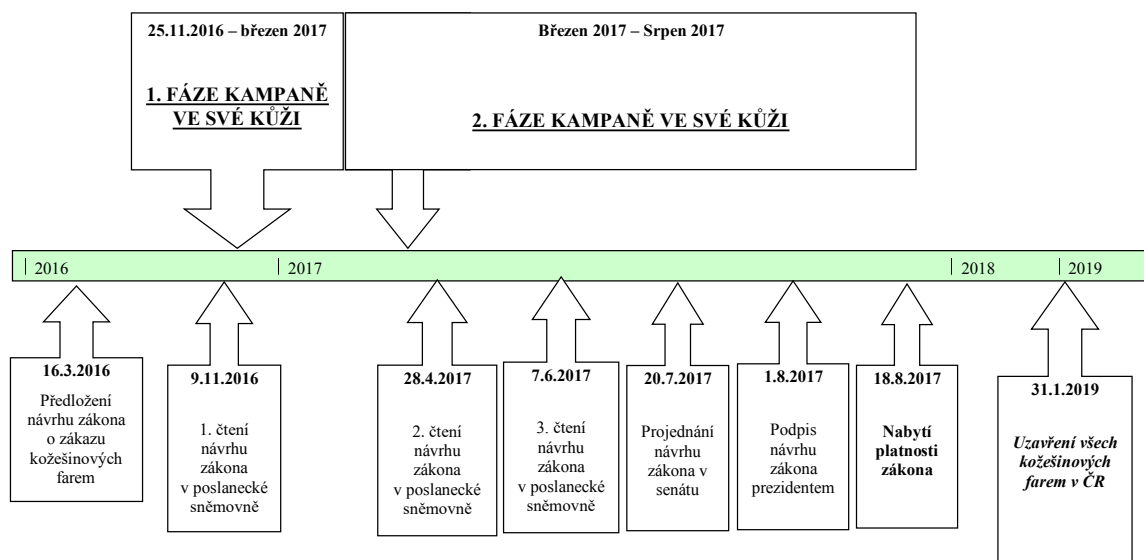 25.11.2016 – březen 2017
1. FÁZE KAMPANĚ
VE SVÉ KŮŽI
Březen 2017 – Srpen 2017
2. FÁZE KAMPANĚ VE SVÉ KŮŽI
2016
2017
2018
2019
16.3.2016
Předložení
návrhu zákona
o zákazu
kožešinových
farem
9.11.2016
1. čtení
návrhu
zákona
v poslanecké
sněmovně
28.4.2017
2. čtení
návrhu
zákona
v poslanecké
sněmovně
7.6.2017
3. čtení
návrhu
zákona
v poslanecké
sněmovně
20.7.2017
Projednání
návrhu
zákona v
senátu
1.8.2017
Podpis
návrhu
zákona
prezidentem
18.8.2017
Nabytí
platnosti
zákona
31.1.2019
Uzavření všech
kožešinových
farem v ČR